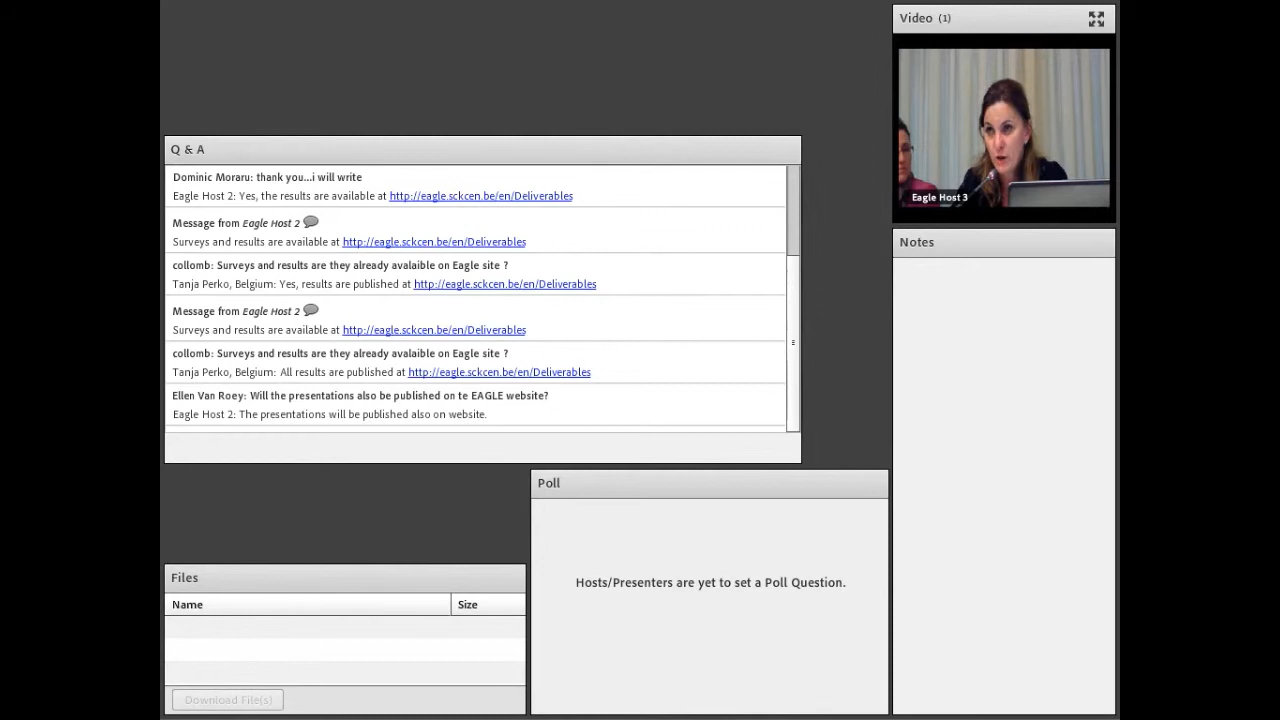 Video (1)
Eagle Host 3
Q & A
Dominic Moraru: thank you...i will write
Eagle Host 2: Yes, the results are available at http://eagle.sckcen.be/en/Deliverables
Message from Eagle Host 2
Surveys and results are available at http://eagle.sckcen.be/en/Deliverables
collomb: Surveys and results are they already avalaible on Eagle site ?
Tanja Perko, Belgium: Yes, results are published at http://eagle.sckcen.be/en/Deliverables
Message from Eagle Host 2
Surveys and results are available at http://eagle.sckcen.be/en/Deliverables
collomb: Surveys and results are they already avalaible on Eagle site ?
Tanja Perko, Belgium: All results are published at http://eagle.sckcen.be/en/Deliverables
Ellen Van Roey: Will the presentations also be published on te EAGLE website?
Eagle Host 2: The presentations will be published also on website.
Notes
Poll
Hosts/Presenters are yet to set a Poll Question.
Files
Name Size
Download File(s)